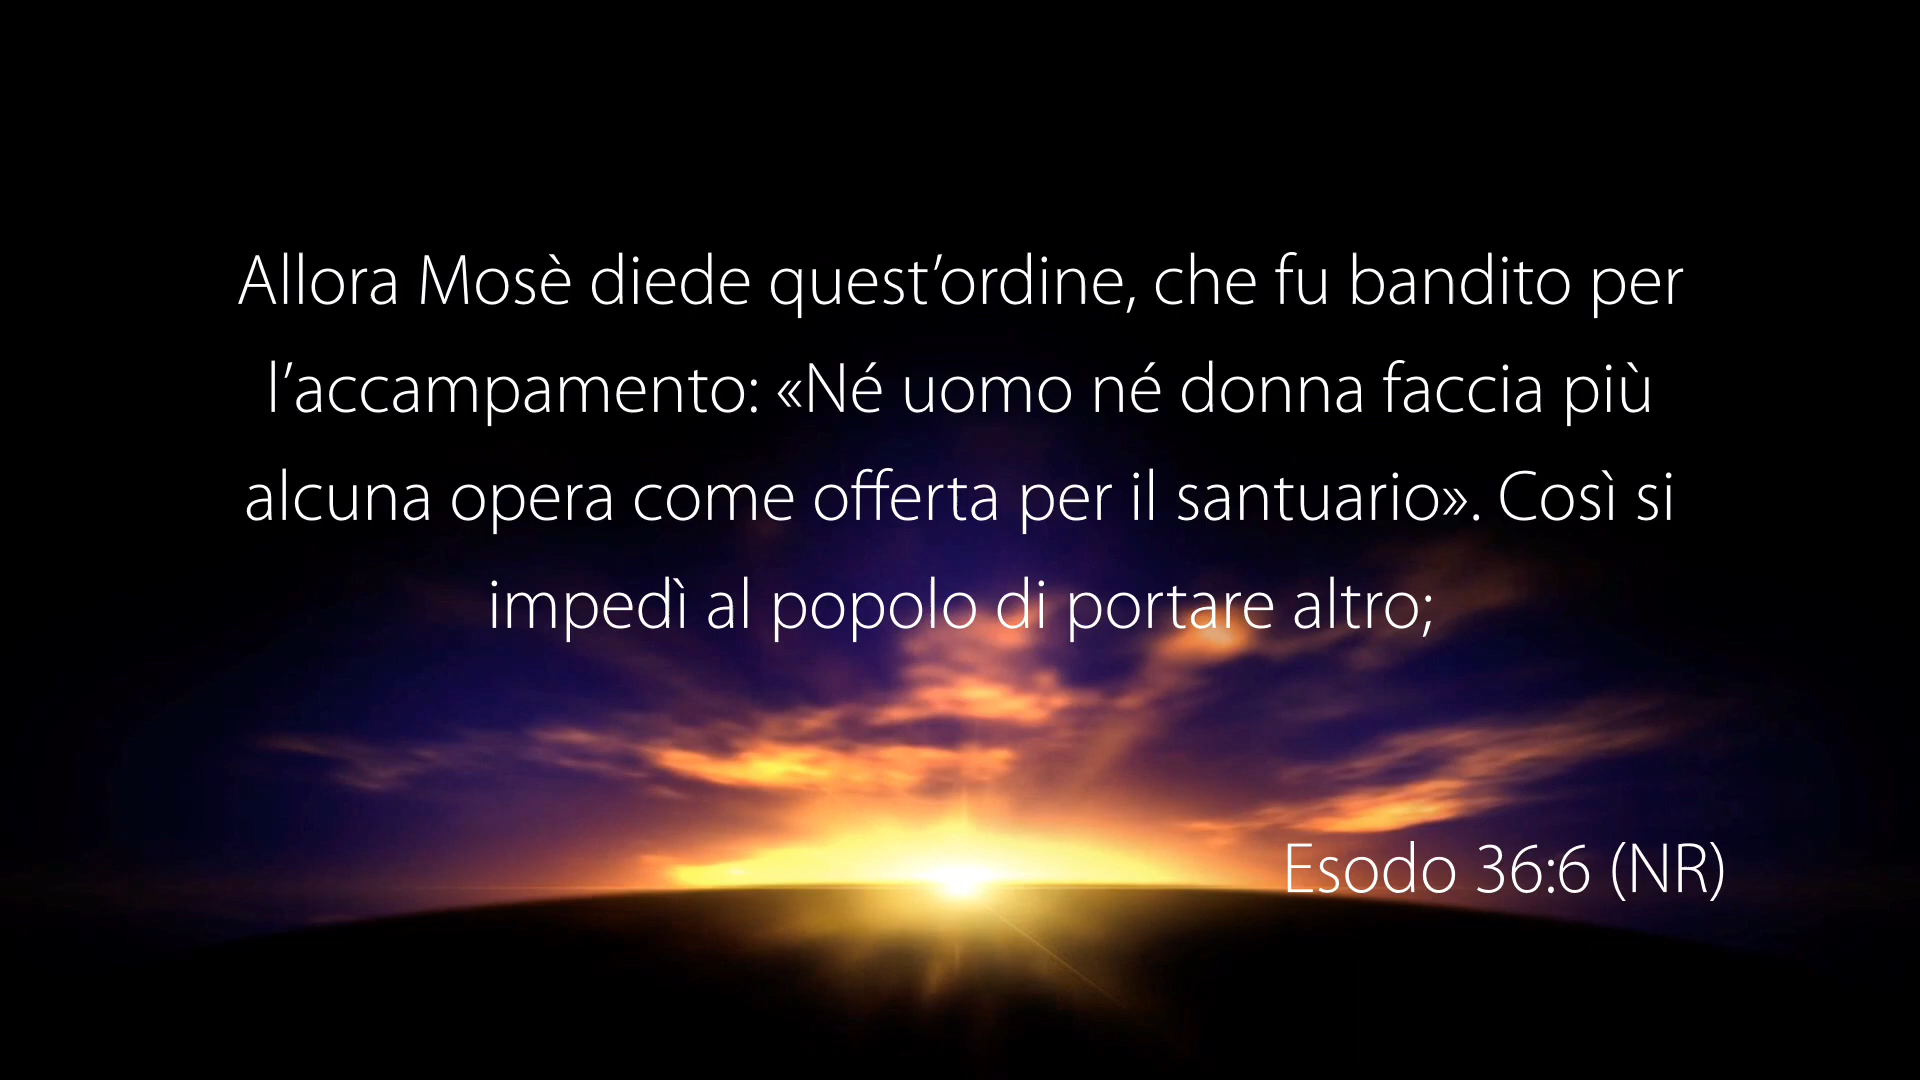 Allora Mosè diede quest’ordine, che fu bandito per
l’accampamento: «Né uomo né donna faccia più
alcuna opera come offerta per il santuario». Così si
impedì al popolo di portare altro;
Esodo 36:6 (NR)